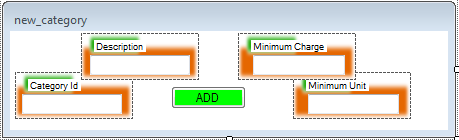 new_category
Description
Minimum Charge
Category Id
ADD
Minimum Unit